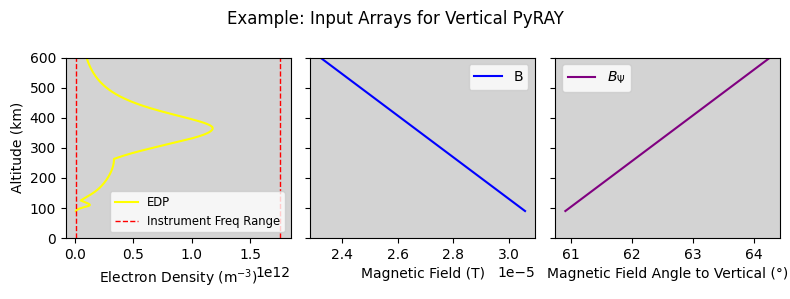 Example: Input Arrays for Vertical PyRAY
Altitude (km)
600
500
400
300
200
100
0
EDP
Instrument Freq Range
0.0 0.5 1.0 1.5
1e12
Electron Density (m⁻³)
B
2.4 2.6 2.8 3.0
1e−5
Magnetic Field (T)
B_Ψ
61 62 63 64
Magnetic Field Angle to Vertical (°)